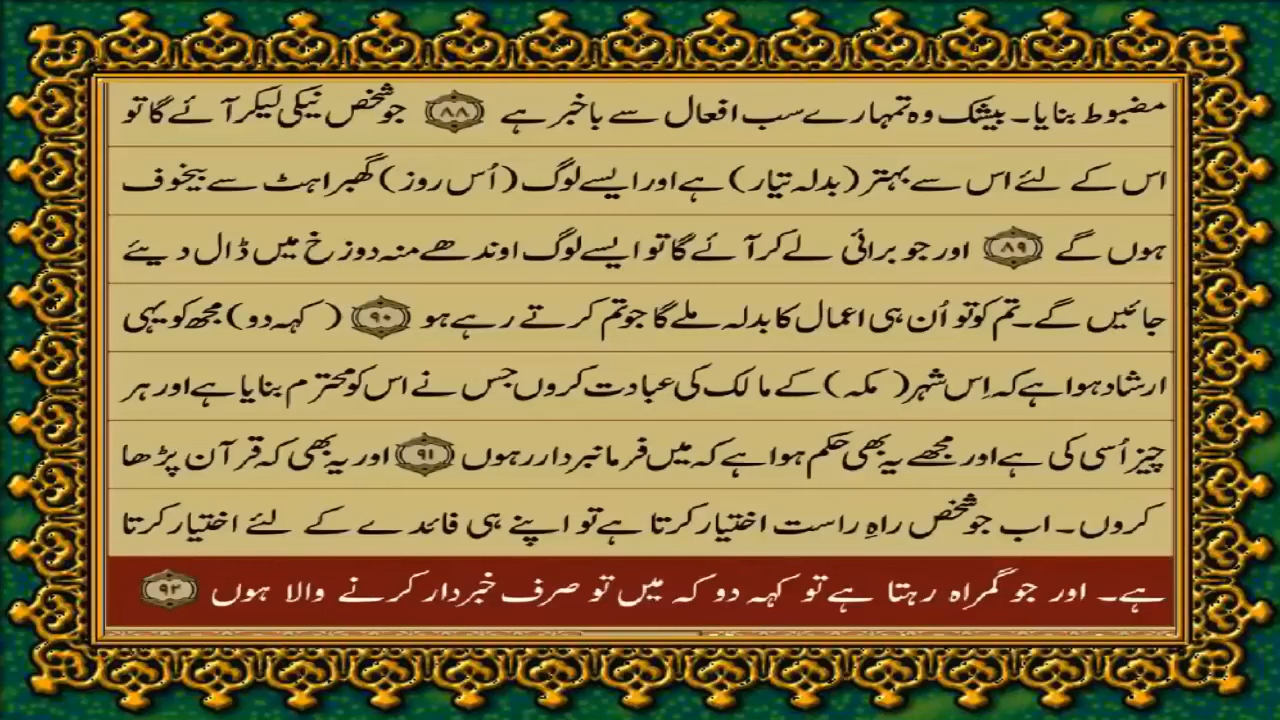 مضبوط بنایا۔ بیشک وہ تمہارے سب افعال سے باخبر ہے ﴿۸۸﴾ جو شخص نیکی لیکر آئے گا تو
اس کے لئے اس سے بہتر (بدلہ تیار) ہے اور ایسے لوگ (اُس روز) گھبراہٹ سے بیخوف
ہوں گے ﴿۸۹﴾ اور جو برائی لے کر آئے گا تو ایسے لوگ اوندھے منہ دوزخ میں ڈال دیئے
جائیں گے۔ تم کو تو اُن ہی اعمال کا بدلہ ملے گا جو تم کرتے رہے ہو ﴿۹۰﴾ (کہہ دو) مجھ کو یہی
ارشاد ہوا ہے کہ اِس شہر (مکہ) کے مالک کی عبادت کروں جس نے اس کو محترم بنایا ہے اور ہر
چیز اُسی کی ہے اور مجھے یہ بھی حکم ہوا ہے کہ میں فرمانبردار رہوں ﴿۹۱﴾ اور یہ بھی کہ قرآن پڑھا
کروں۔ اب جو شخص راہِ راست اختیار کرتا ہے تو اپنے ہی فائدے کے لئے اختیار کرتا
ہے۔ اور جو گمراہ رہتا ہے تو کہہ دو کہ میں تو صرف خبردار کرنے والا ہوں ﴿۹۲﴾